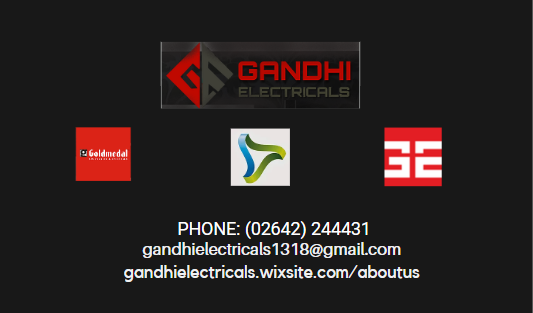 GANDHI
ELECTRICALS
Goldmedal
PHONE: (02642) 244431
gandhielectricals1318@gmail.com
gandhielectricals.wixsite.com/aboutus